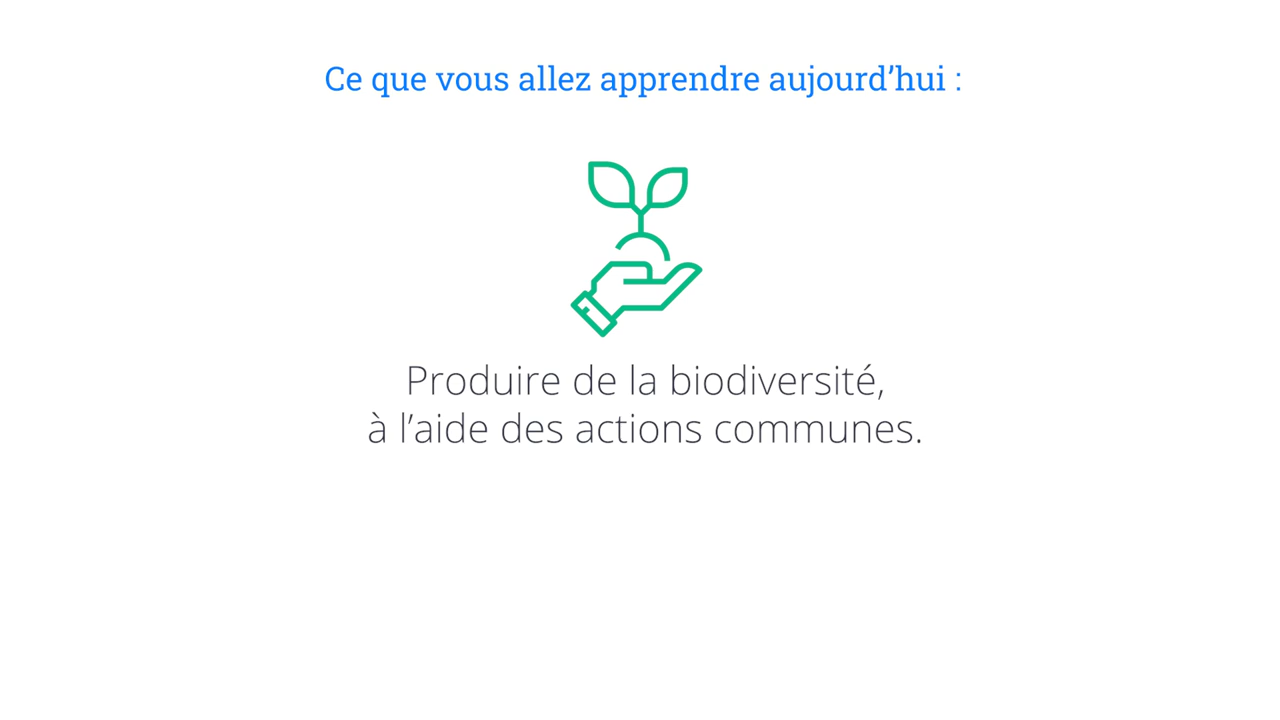 Ce que vous allez apprendre aujourd’hui :
Produire de la biodiversité,
à l’aide des actions communes.